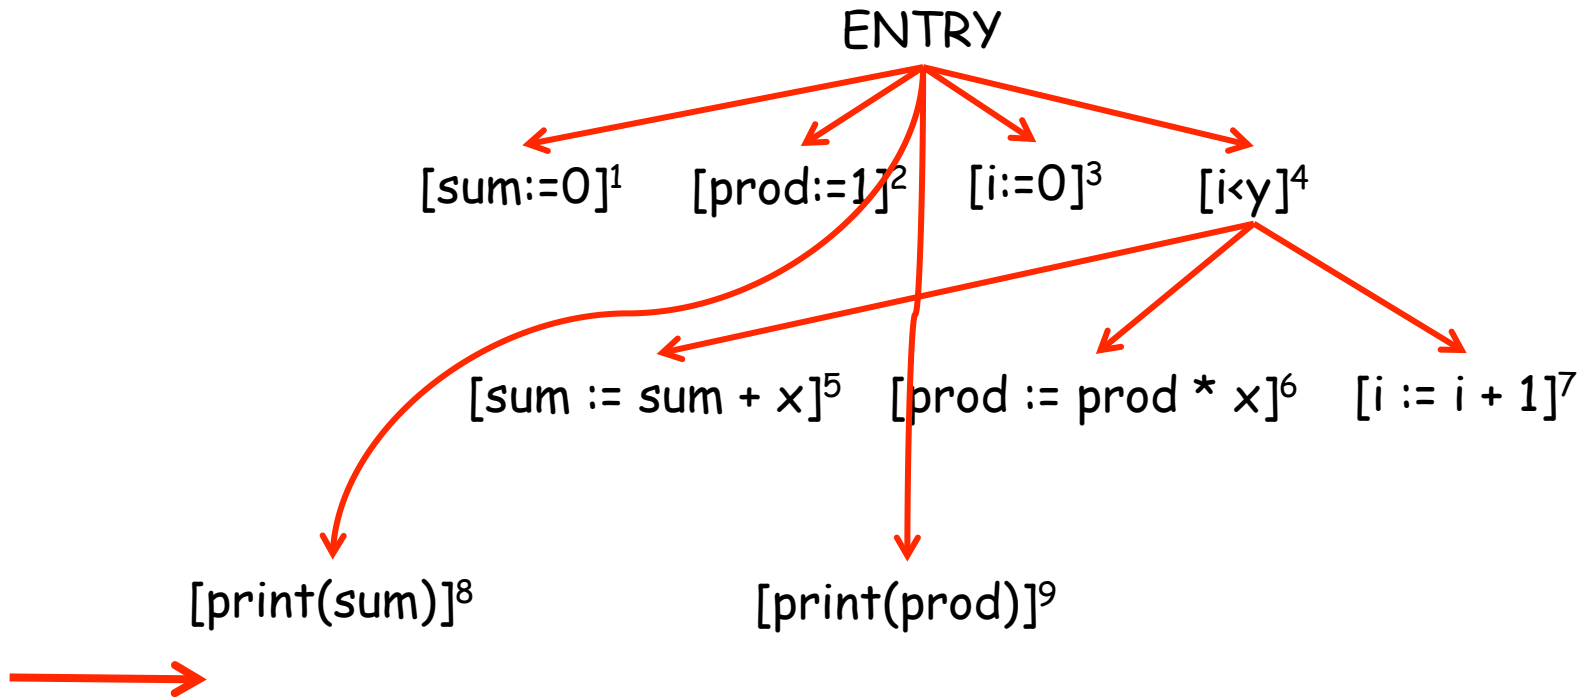 ENTRY
[sum:=0]¹ [prod:=1]² [i:=0]³ [i<y]⁴
[sum := sum + x]⁵ [prod := prod * x]⁶ [i := i + 1]⁷
[print(sum)]⁸ [print(prod)]⁹